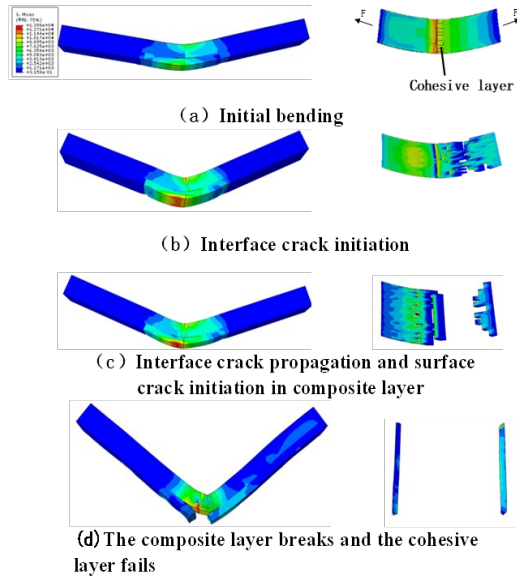 S, Mises
F
F
Cohesive layer
(a) Initial bending
(b) Interface crack initiation
(c) Interface crack propagation and surface
crack initiation in composite layer
(d) The composite layer breaks and the cohesive
layer fails